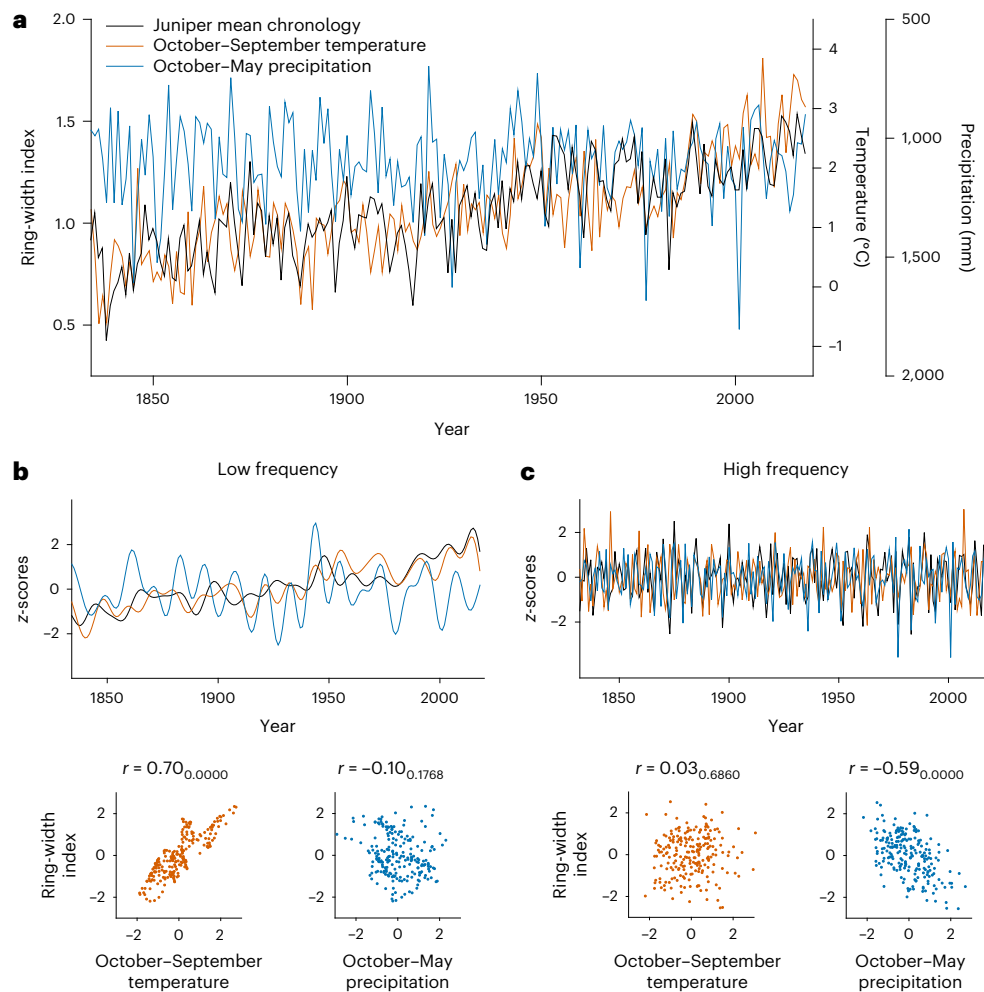 a
2.0
1.5
1.0
0.5
Ring-width index
Juniper mean chronology
October–September temperature
October–May precipitation
4
3
2
1
0
–1
Temperature (°C)
500
1,000
1,500
2,000
Precipitation (mm)
1850
1900
1950
2000
Year
b
Low frequency
2
0
–2
z-scores
1850
1900
1950
2000
Year
c
High frequency
2
0
–2
z-scores
1850
1900
1950
2000
Year
r = 0.70 0.0000
2
0
–2
Ring-width
index
–2
0
2
October–September
temperature
r = –0.10 0.1768
2
0
–2
–2
0
2
October–May
precipitation
r = 0.03 0.6860
2
0
–2
Ring-width
index
–2
0
2
October–September
temperature
r = –0.59 0.0000
2
0
–2
–2
0
2
October–May
precipitation